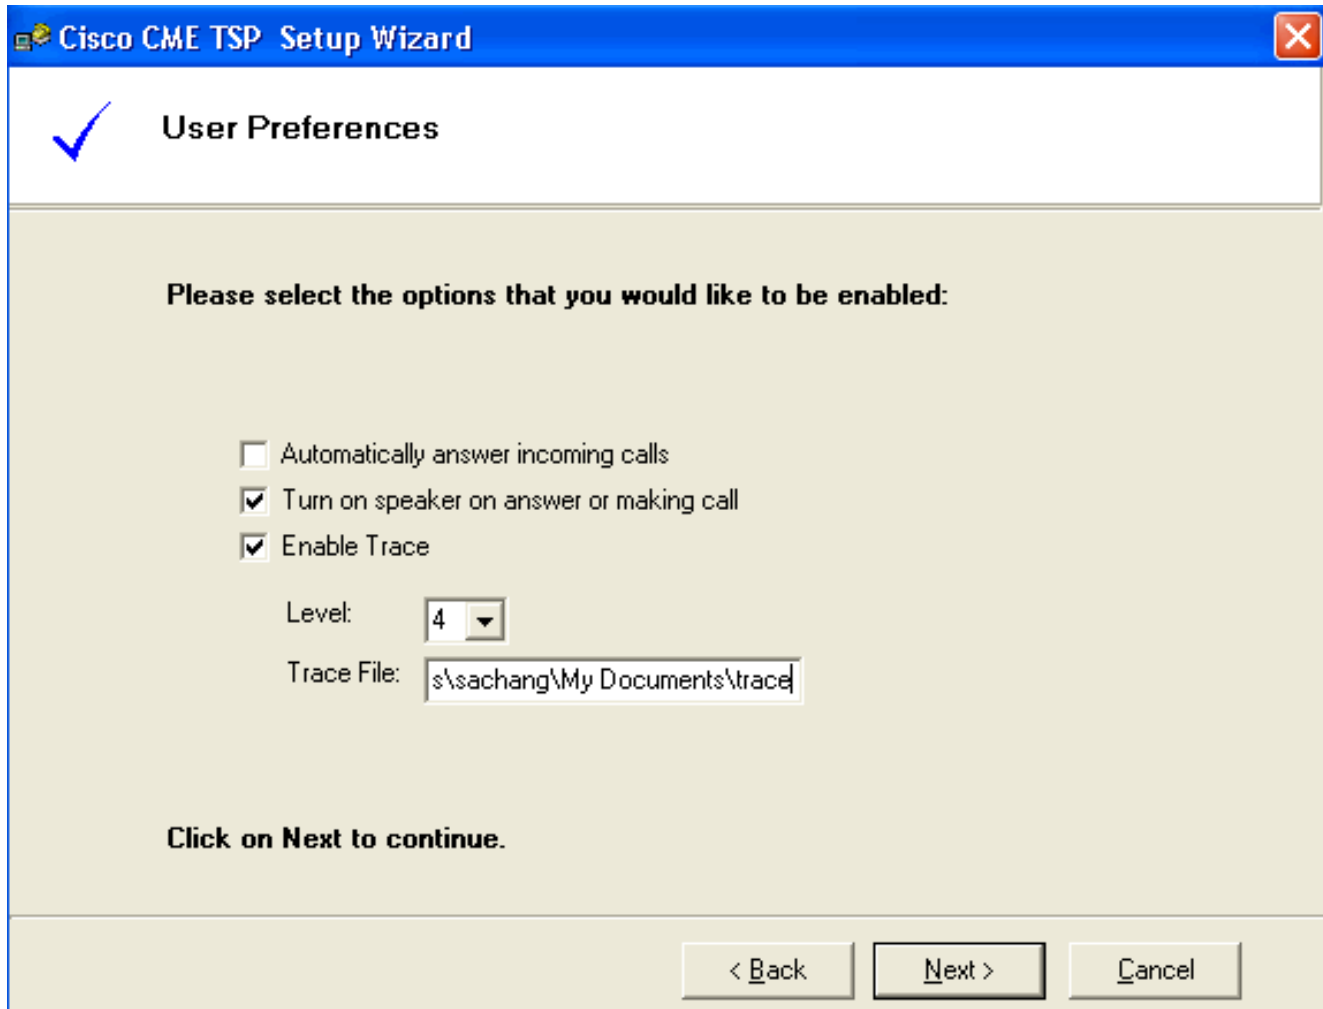 Cisco CME TSP Setup Wizard
User Preferences
Please select the options that you would like to be enabled:
Automatically answer incoming calls
Turn on speaker on answer or making call
Enable Trace
Level: 4
Trace File: s\sachang\My Documents\trace
Click on Next to continue.
< Back Next > Cancel